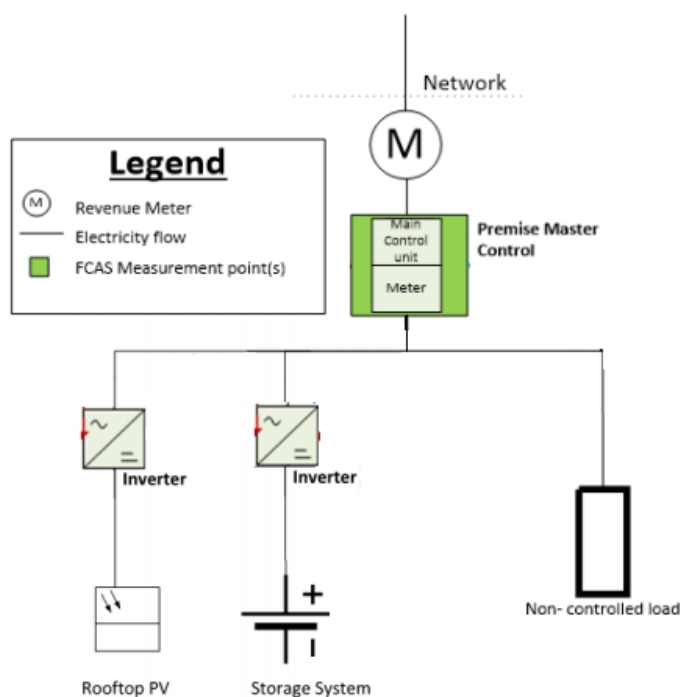 Network
M
Legend
M
Revenue Meter
Electricity flow
FCAS Measurement point(s)
Main
Control
unit
Meter
Premise Master
Control
Inverter
Inverter
Non- controlled load
Rooftop PV
Storage System